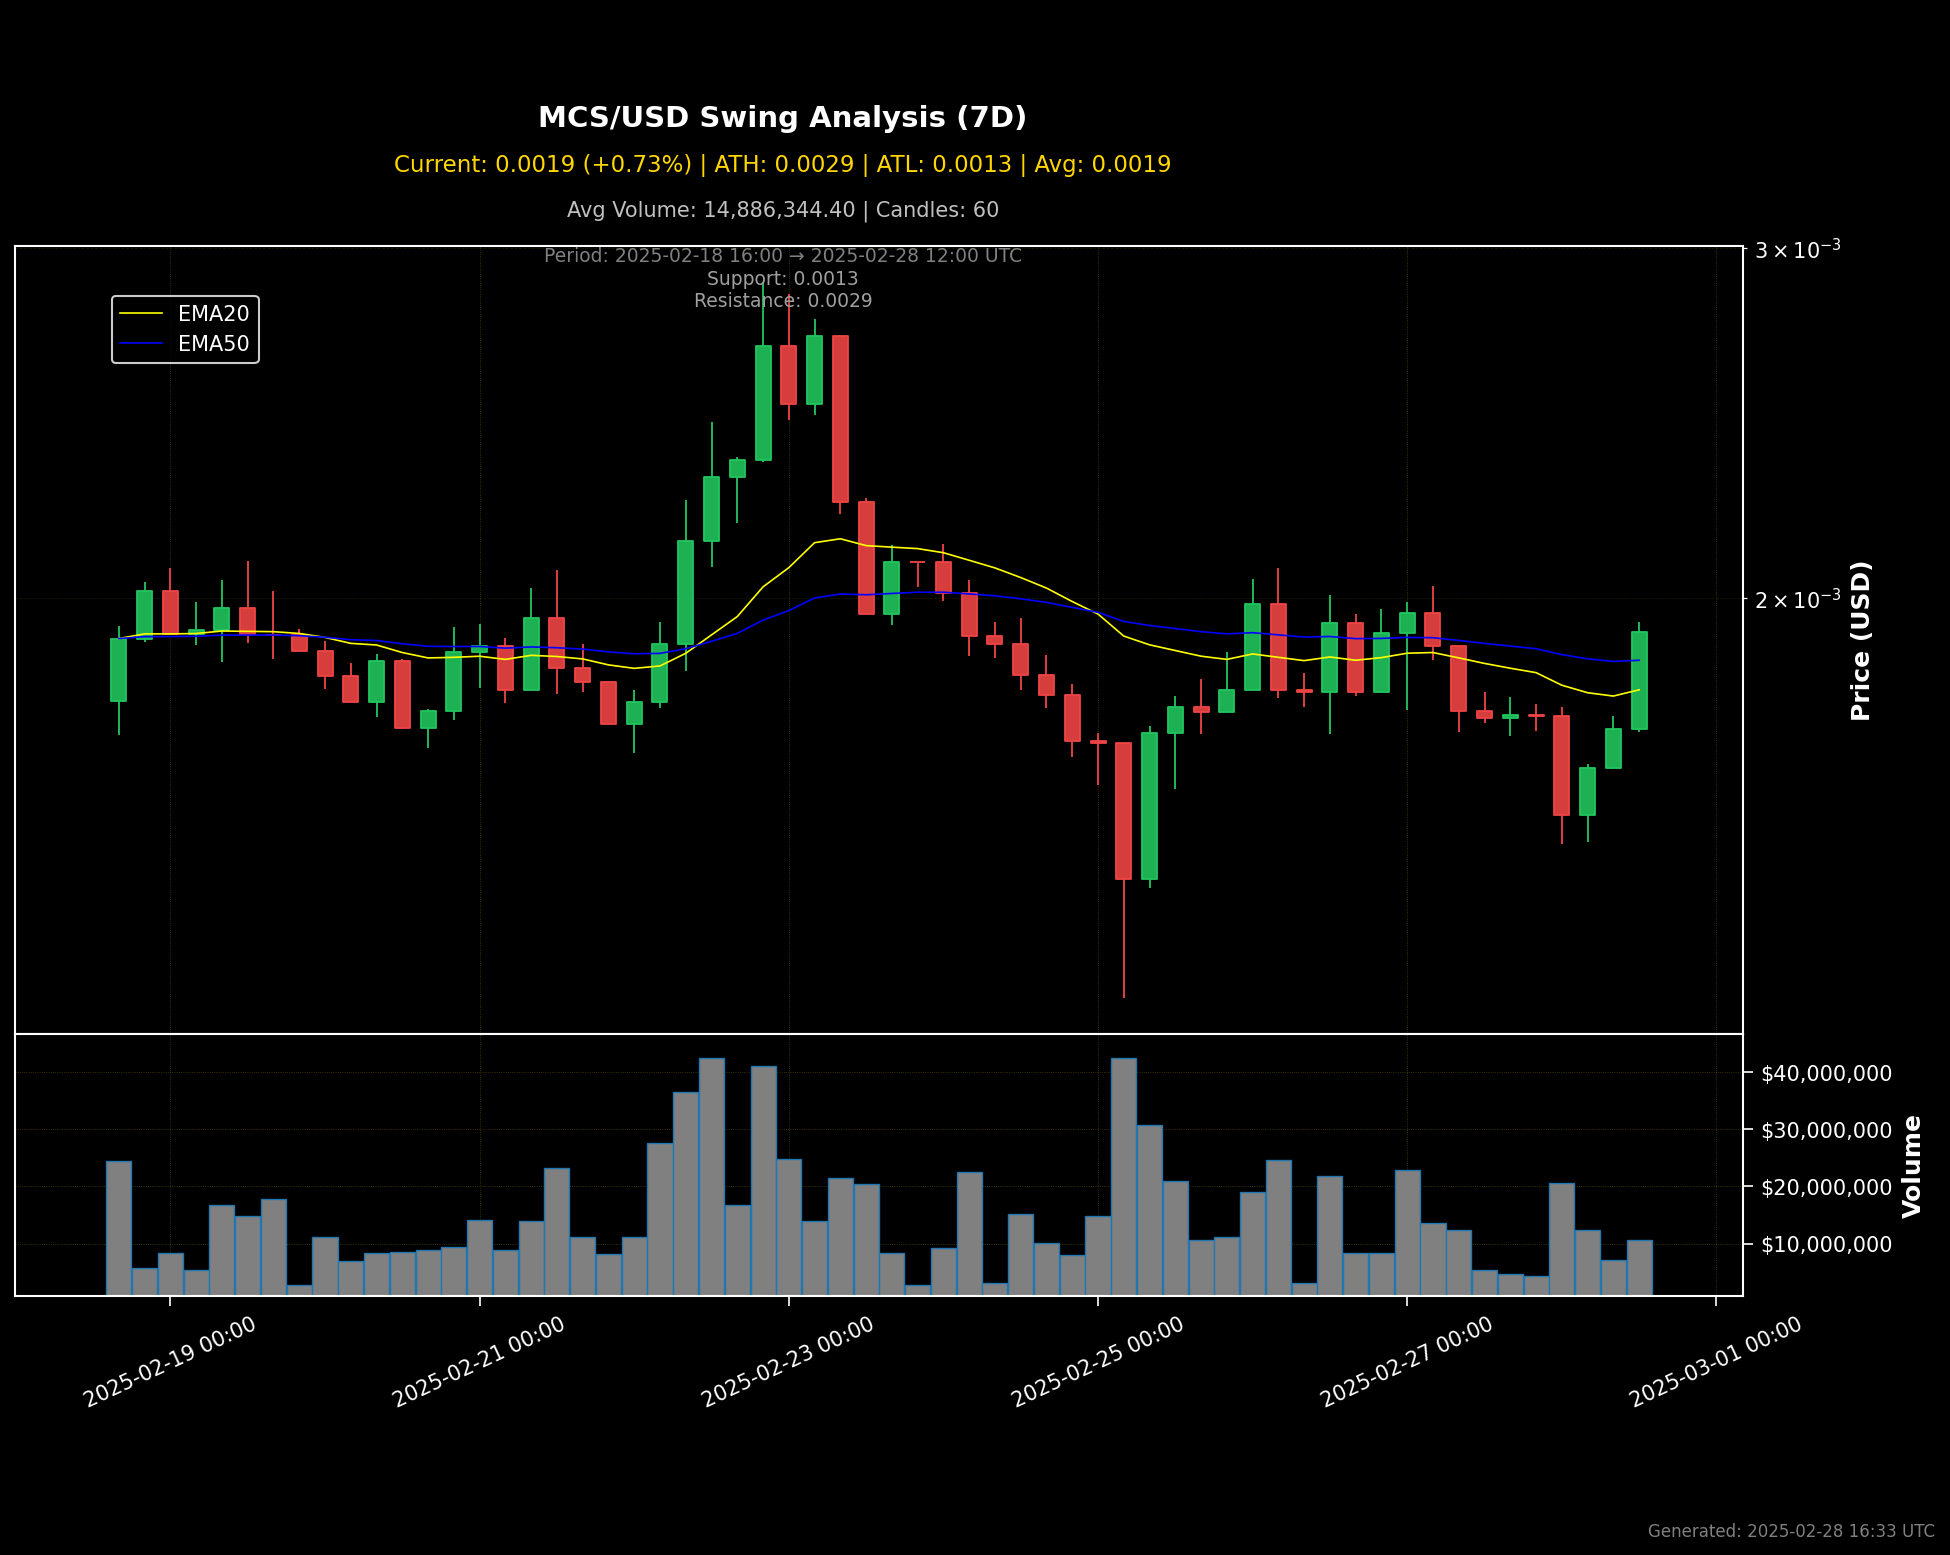 MCS/USD Swing Analysis (7D)
Current: 0.0019 (+0.73%) | ATH: 0.0029 | ATL: 0.0013 | Avg: 0.0019
Avg Volume: 14,886,344.40 | Candles: 60
Period: 2025-02-18 16:00 → 2025-02-28 12:00 UTC
Support: 0.0013
Resistance: 0.0029
EMA20
EMA50
3 × 10⁻³
2 × 10⁻³
Price (USD)
$40,000,000
$30,000,000
$20,000,000
$10,000,000
Volume
2025-02-19 00:00
2025-02-21 00:00
2025-02-23 00:00
2025-02-25 00:00
2025-02-27 00:00
2025-03-01 00:00
Generated: 2025-02-28 16:33 UTC